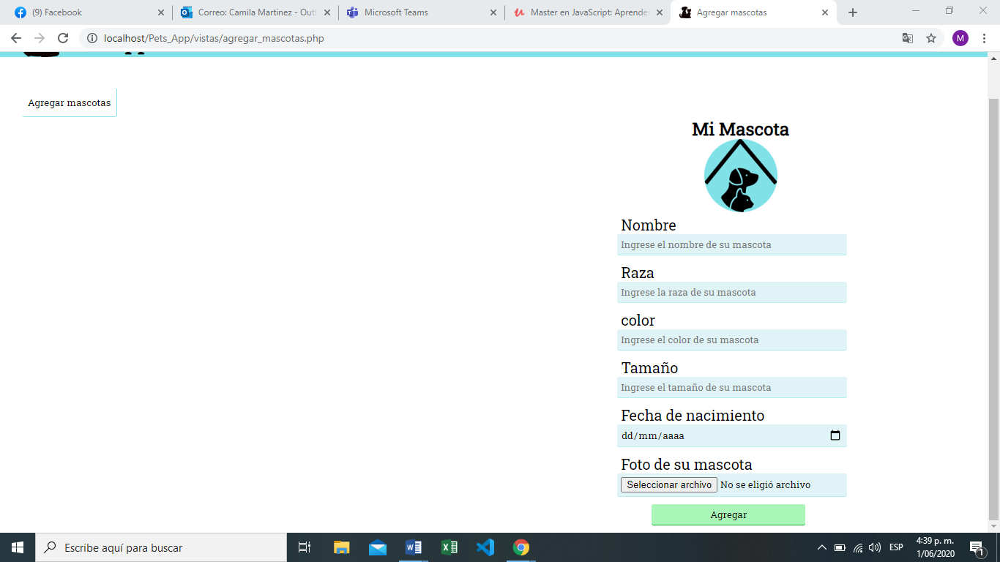 (9) Facebook
Correo: Camila Martinez - Outl
Microsoft Teams
Master en JavaScript: Aprender
Agregar mascotas
localhost/Pets_App/vistas/agregar_mascotas.php
M
Agregar mascotas
Mi Mascota
Nombre
Ingrese el nombre de su mascota
Raza
Ingrese la raza de su mascota
color
Ingrese el color de su mascota
Tamaño
Ingrese el tamaño de su mascota
Fecha de nacimiento
dd/mm/aaaa
Foto de su mascota
Seleccionar archivo No se eligió archivo
Agregar
Escribe aquí para buscar
ESP
4:39 p. m.
1/06/2020
1